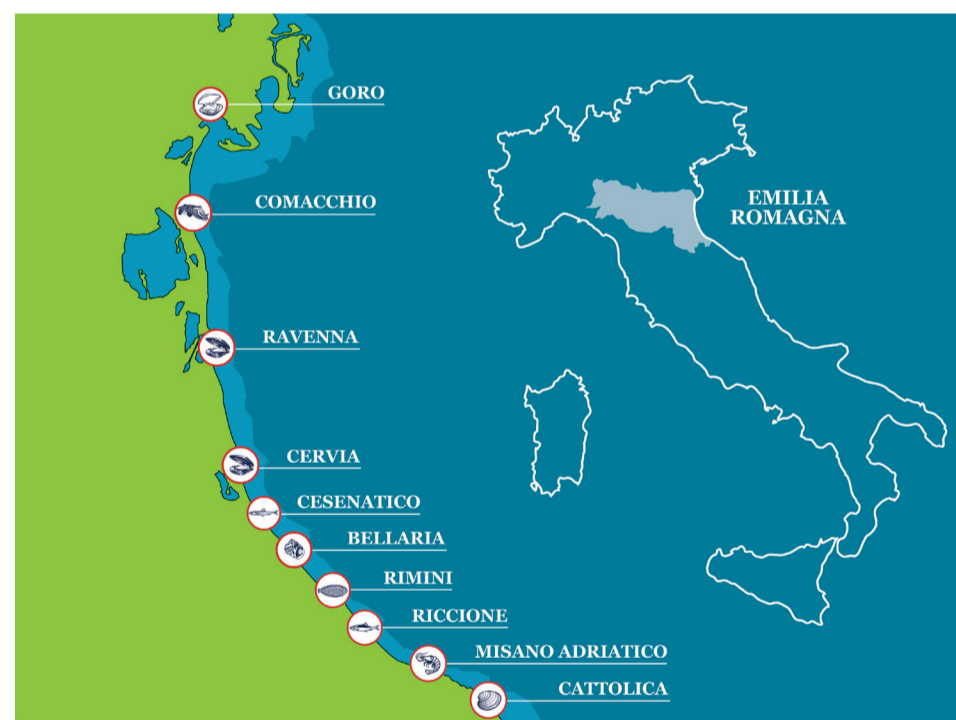 GORO
COMACCHIO
EMILIA
ROMAGNA
RAVENNA
CERVIA
CESENATICO
BELLARIA
RIMINI
RICCIONE
MISANO ADRIATICO
CATTOLICA